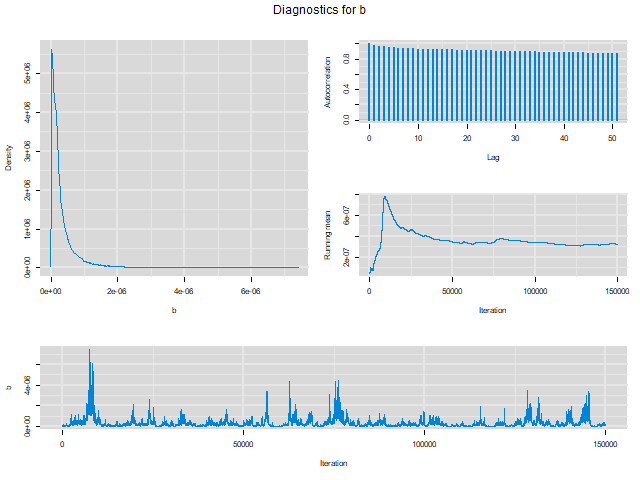 Diagnostics for b
Density
0e+00 1e+06 2e+06 3e+06 4e+06 5e+06
0e+00 2e-06 4e-06 6e-06
b
Autocorrelation
0.0 0.4 0.8
0 10 20 30 40 50
Lag
Running mean
2e-07 6e-07
0 50000 100000 150000
Iteration
b
0e+00 4e-06
0 50000 100000 150000
Iteration